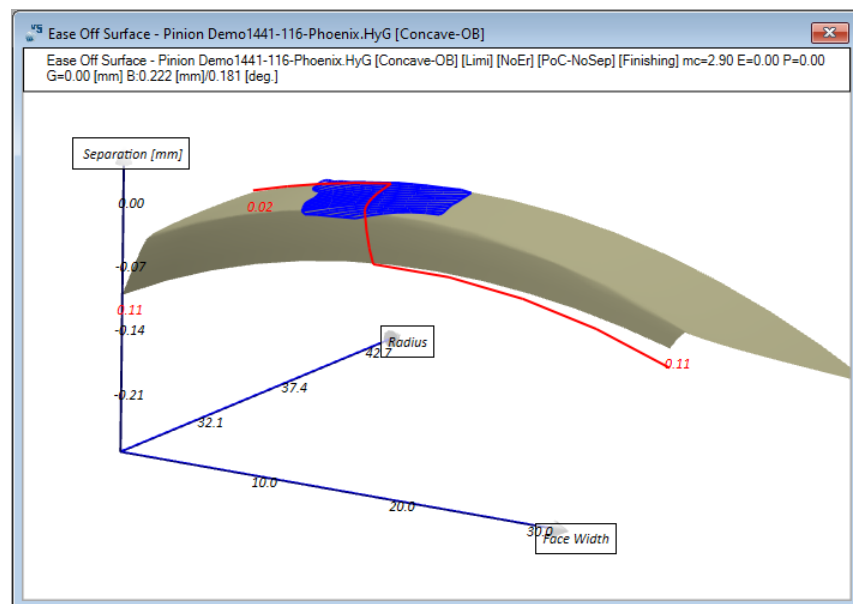 Ease Off Surface - Pinion Demo1441-116-Phoenix.HyG [Concave-OB]
Ease Off Surface - Pinion Demo1441-116-Phoenix.HyG [Concave-OB] [Limi] [NoEr] [PoC-NoSep] [Finishing] mc=2.90 E=0.00 P=0.00
G=0.00 [mm] B:0.222 [mm]/0.181 [deg.]
Separation [mm]
0.00
0.02
-0.07
0.11
-0.14
Radius
42.7
0.11
37.4
-0.21
32.1
10.0
20.0
30.0
Face Width